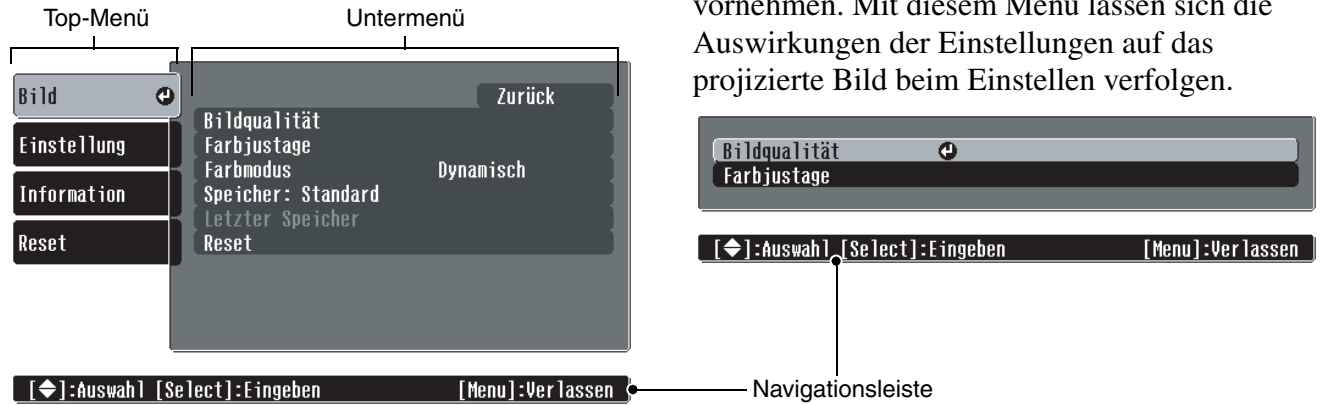 Top-Menü
Untermenü
Bild
Einstellung
Information
Reset
Zurück
Bildqualität
Farbjustage
Farbmodus Dynamisch
Speicher: Standard
Letzter Speicher
Reset
[]:Auswahl [Select]:Eingeben [Menu]:Verlassen
vornehmen. Mit diesem Menü lassen sich die
Auswirkungen der Einstellungen auf das
projizierte Bild beim Einstellen verfolgen.
Bildqualität
Farbjustage
[]:Auswahl [Select]:Eingeben [Menu]:Verlassen
Navigationsleiste